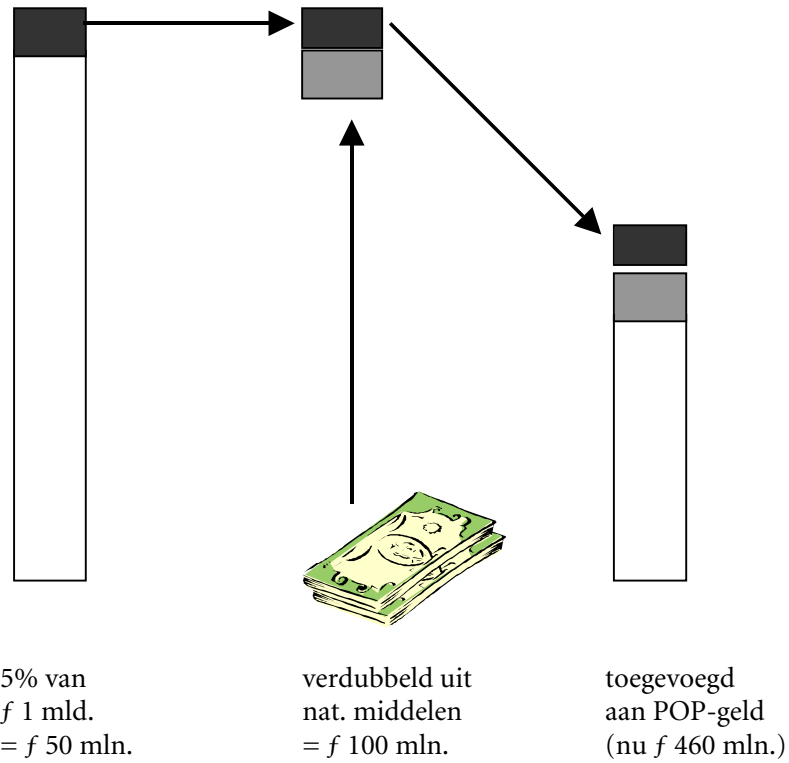 5% van
ƒ 1 mld.
= ƒ 50 mln.
verdubbeld uit
nat. middelen
= ƒ 100 mln.
toegevoegd
aan POP-geld
(nu ƒ 460 mln.)